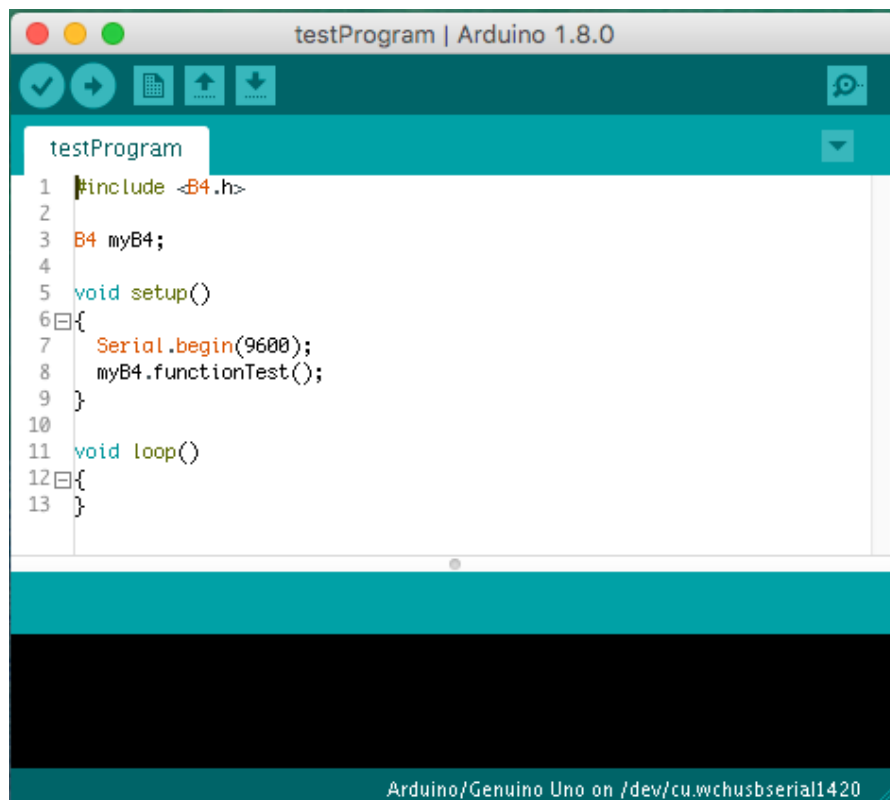 testProgram | Arduino 1.8.0
testProgram
1 #include <B4.h>
2
3 B4 myB4;
4
5 void setup()
6 {
7   Serial.begin(9600);
8   myB4.functionTest();
9 }
10
11 void loop()
12 {
13 }
Arduino/Genuino Uno on /dev/cu.wchusbserial1420